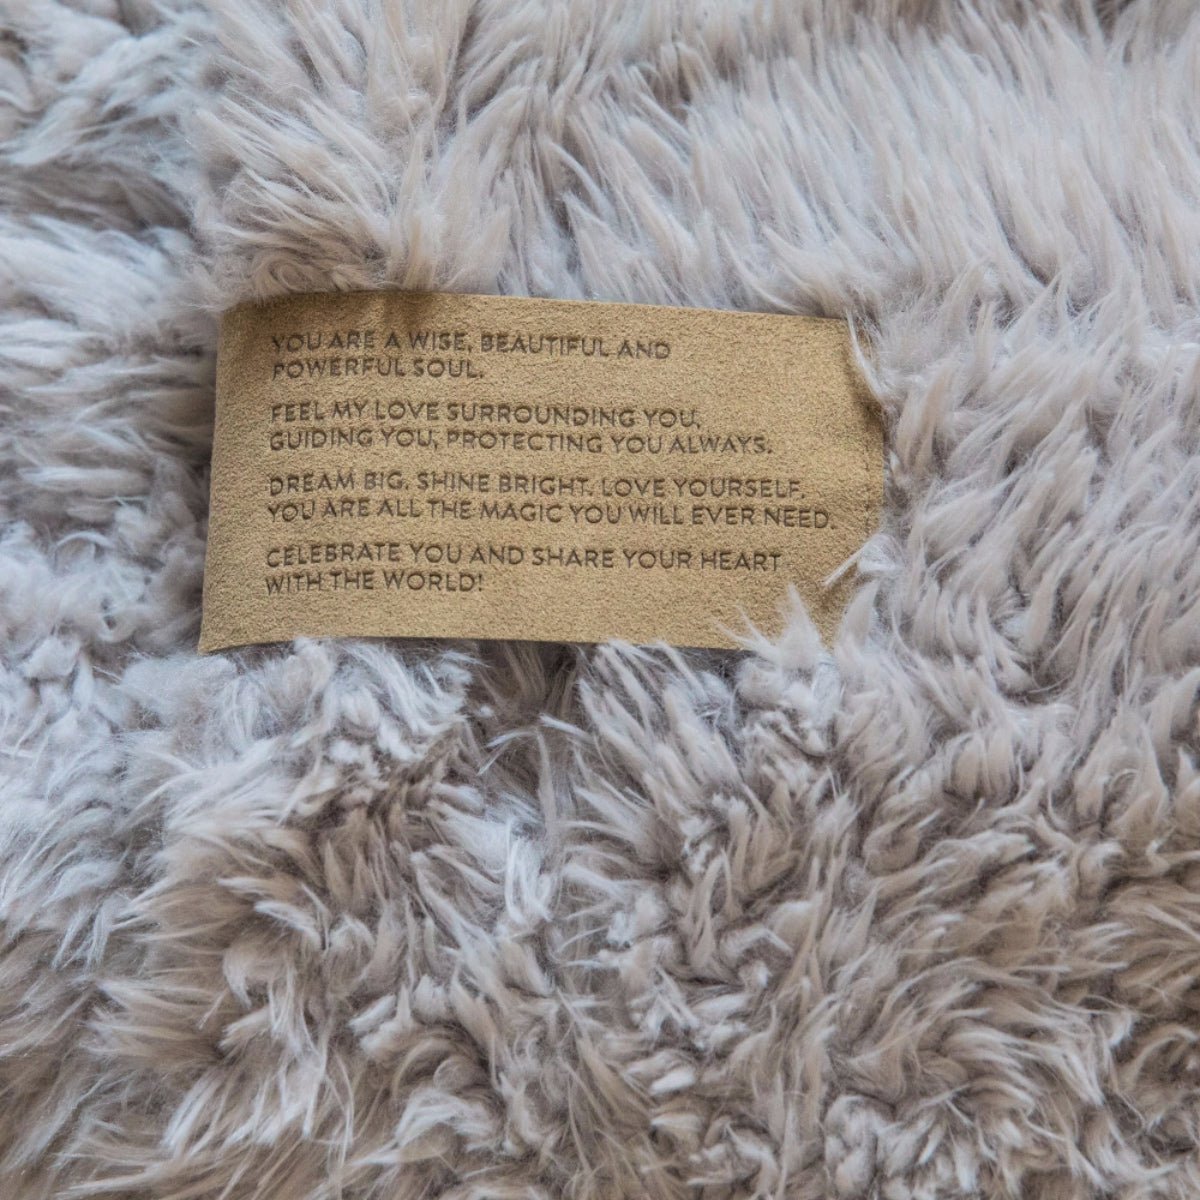 YOU ARE A WISE, BEAUTIFUL AND
POWERFUL SOUL.
FEEL MY LOVE SURROUNDING YOU,
GUIDING YOU, PROTECTING YOU ALWAYS.
DREAM BIG. SHINE BRIGHT. LOVE YOURSELF.
YOU ARE ALL THE MAGIC YOU WILL EVER NEED.
CELEBRATE YOU AND SHARE YOUR HEART
WITH THE WORLD!